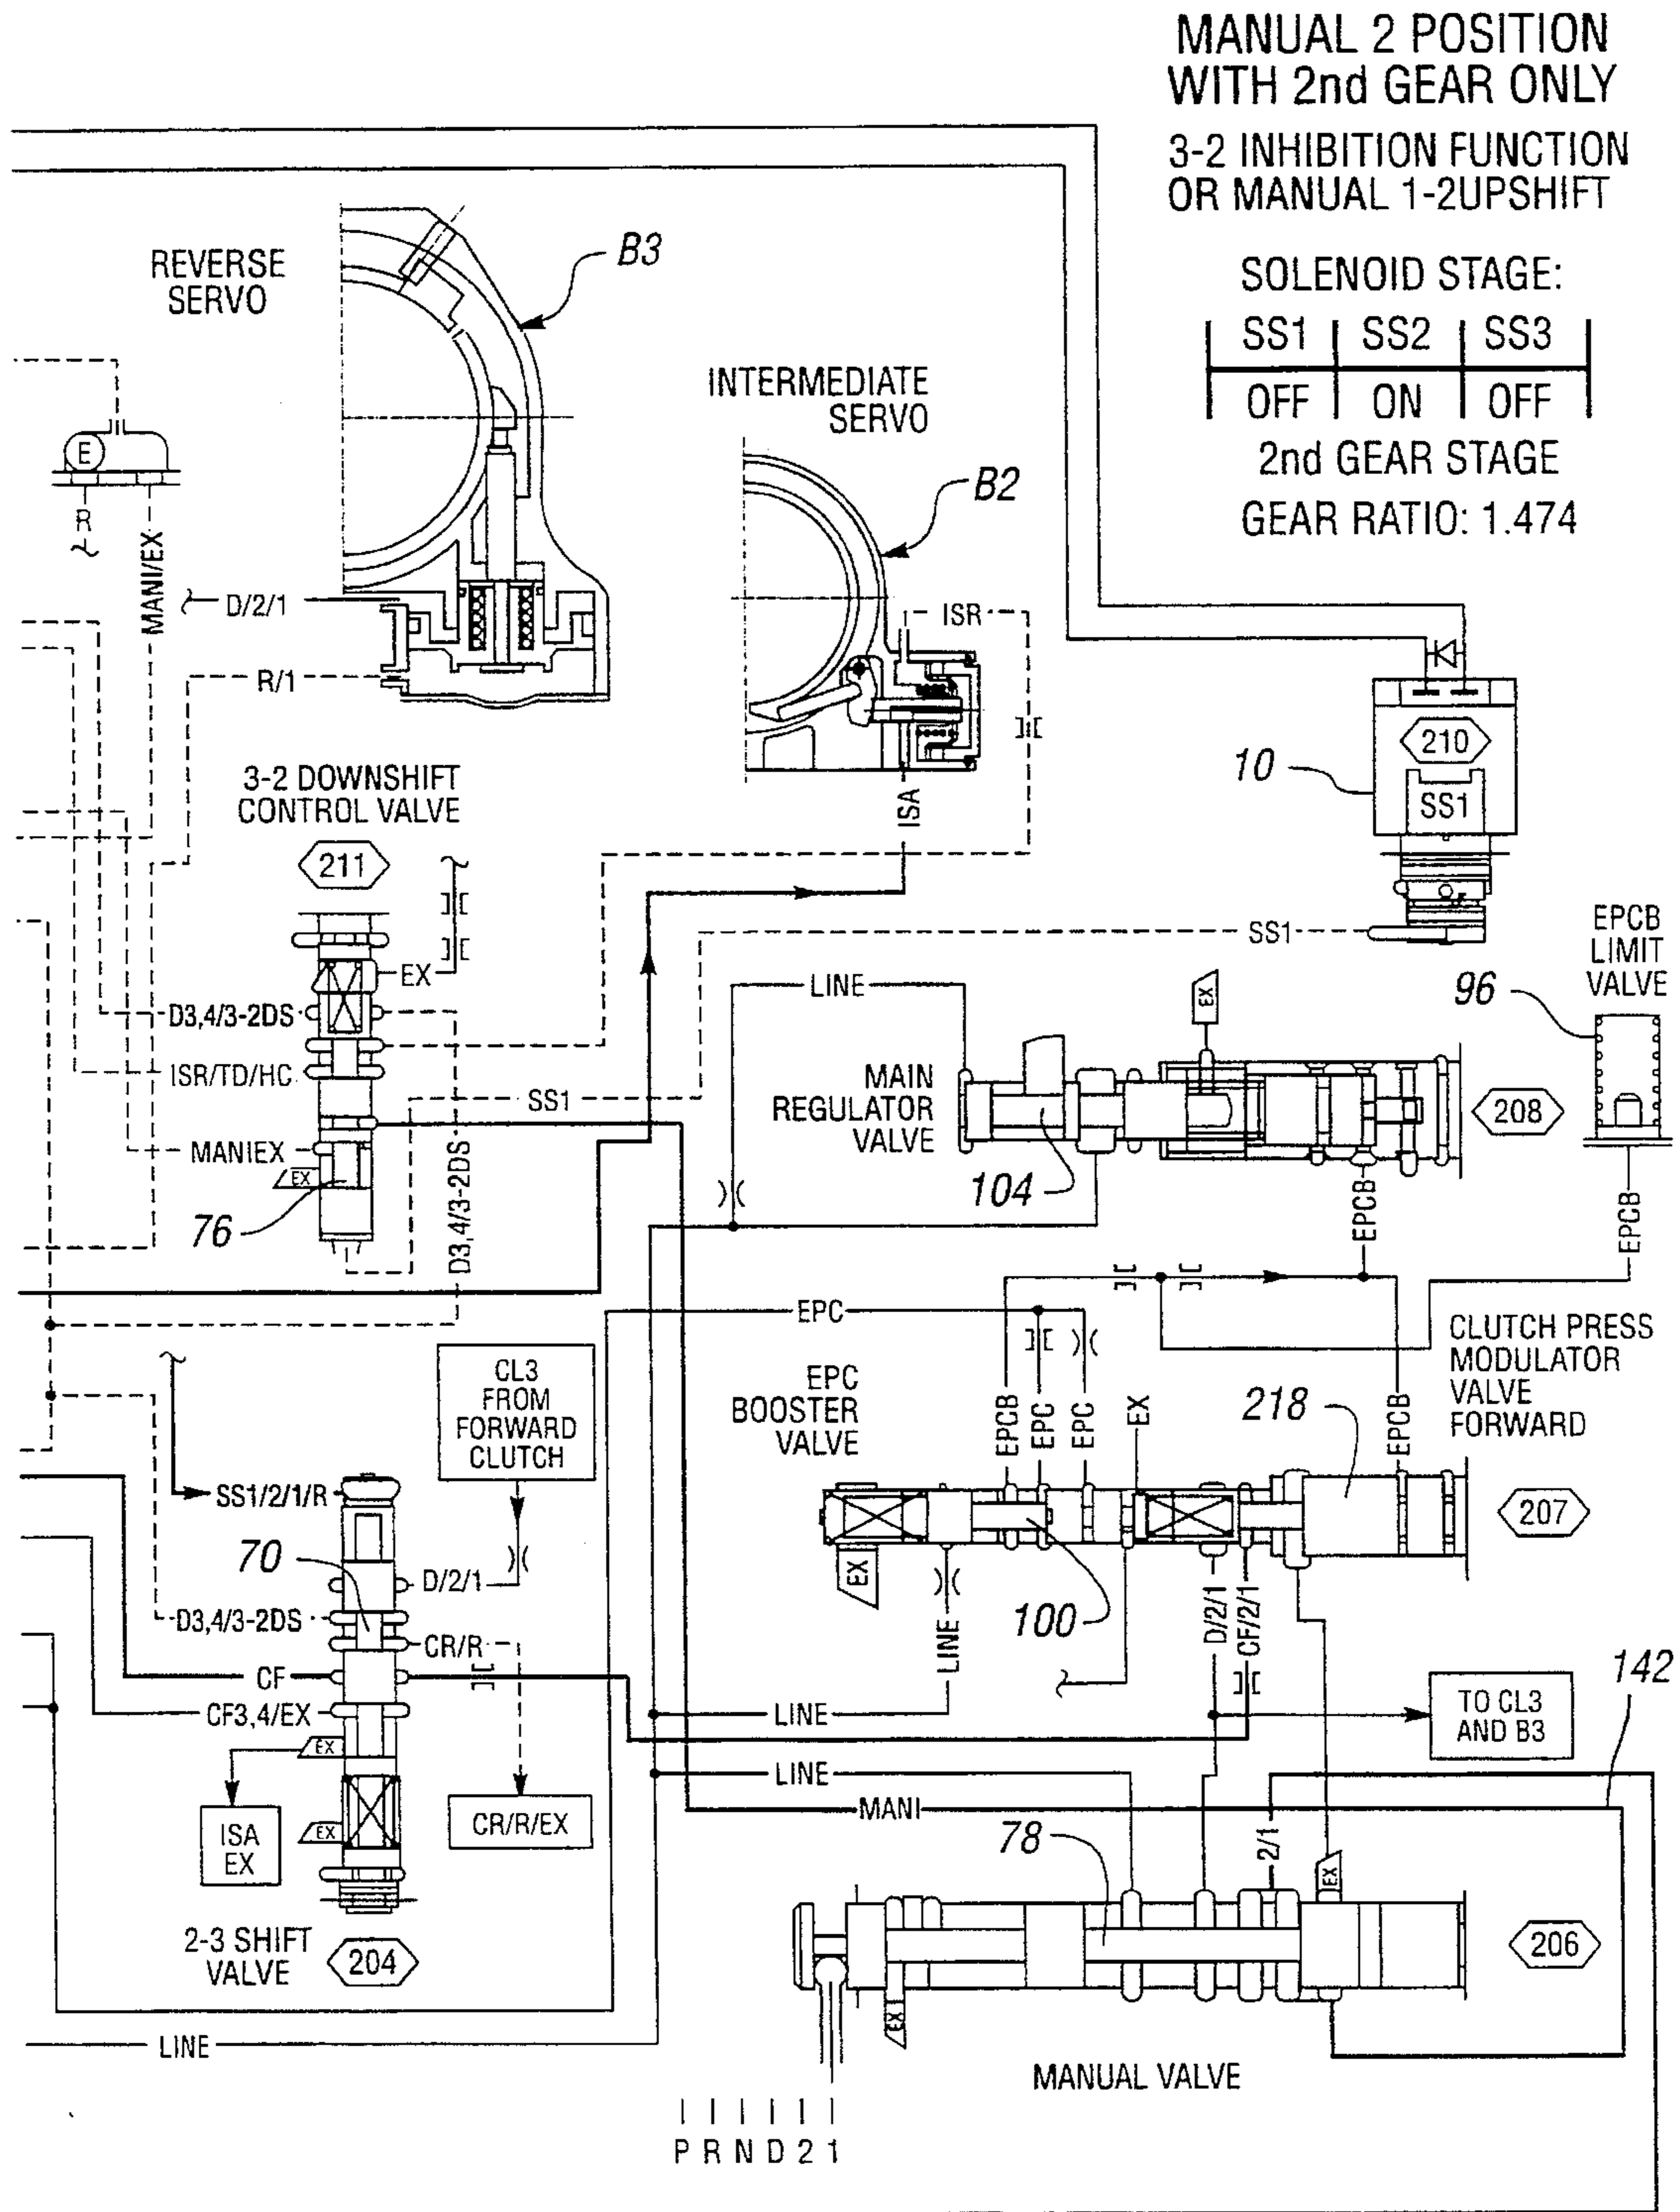 MANUAL 2 POSITION
WITH 2nd GEAR ONLY
3-2 INHIBITION FUNCTION
OR MANUAL 1-2UPSHIFT
SOLENOID STAGE:
SS1 SS2 SS3
OFF ON OFF
2nd GEAR STAGE
GEAR RATIO: 1.474
REVERSE
SERVO
B3
E
R
MANI/EX
D/2/1
R/1
INTERMEDIATE
SERVO
B2
ISR
ISA
10
210
SS1
3-2 DOWNSHIFT
CONTROL VALVE
211
EX
D3,4/3-2DS
ISR/TD/HC
SS1
MANIEX
EX
76
D3,4/3-2DS
SS1
LINE
EX
MAIN
REGULATOR
VALVE
104
208
EPCB
LIMIT
VALVE
96
EPCB
EPCB
EPC
CLUTCH PRESS
MODULATOR
VALVE
FORWARD
EPC
BOOSTER
VALVE
EPCB
EPC
EPC
EX
218
EPCB
207
EX
LINE
100
D/2/1
CF/2/1
CL3
FROM
FORWARD
CLUTCH
SS1/2/1/R
70
D/2/1
D3,4/3-2DS
CR/R
CF
CF3,4/EX
EX
EX
ISA
EX
CR/R/EX
2-3 SHIFT
VALVE
204
LINE
LINE
LINE
TO CL3
AND B3
142
MANI
78
2/1
EX
EX
206
MANUAL VALVE
P R N D 2 1